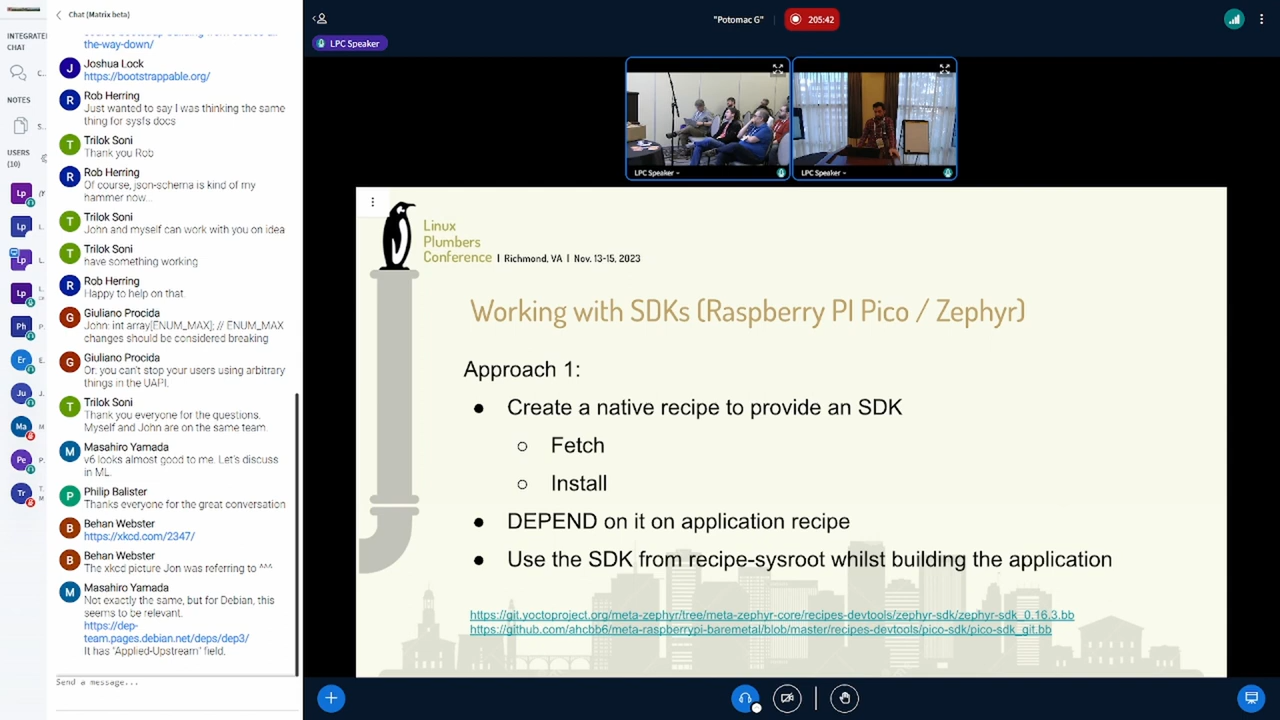 Chat [Matrix beta]
INTEGRATE
CHAT
NOTES
USERS
(10)
the-way-down/
Joshua Lock
https://bootstrappable.org/
Rob Herring
Just wanted to say I was thinking the same
thing for sysfs docs
Trilok Soni
Thank you Rob
Rob Herring
Of course, json-schema is kind of my
hammer now...
Trilok Soni
John and myself can work with you on idea
Trilok Soni
have something working
Rob Herring
Happy to help on that.
Giuliano Procida
John: int array[ENUM_MAX]; // ENUM_MAX
changes should be considered breaking
Giuliano Procida
Or: you can't stop your users using arbitrary
things in the UAPI.
Trilok Soni
Thank you everyone for the questions.
Myself and John are on the same team.
Masahiro Yamada
v6 looks almost good to me. Let's discuss
in ML.
Philip Balister
Thanks everyone for the great conversation
Behan Webster
https://xkcd.com/2347/
Behan Webster
The xkcd picture Jon was referring to ^^^
Masahiro Yamada
Not exactly the same, but for Debian, this
seems to be relevant.
https://dep-
team.pages.debian.net/deps/dep3/
It has 'Applied-Upstream' field.
Send a message...
"Potomac G"
205:42
LPC Speaker
LPC Speaker
LPC Speaker
Linux
Plumbers
Conference | Richmond, VA | Nov. 13-15, 2023
Working with SDKs (Raspberry PI Pico / Zephyr)
Approach 1:
● Create a native recipe to provide an SDK
○ Fetch
○ Install
● DEPEND on it on application recipe
● Use the SDK from recipe-sysroot whilst building the application
https://git.yoctoproject.org/meta-zephyr/tree/meta-zephyr-core/recipes-devtools/zephyr-sdk/zephyr-sdk_0.16.3.bb
https://github.com/ahcbb6/meta-raspberrypi-baremetal/blob/master/recipes-devtools/pico-sdk/pico-sdk_git.bb